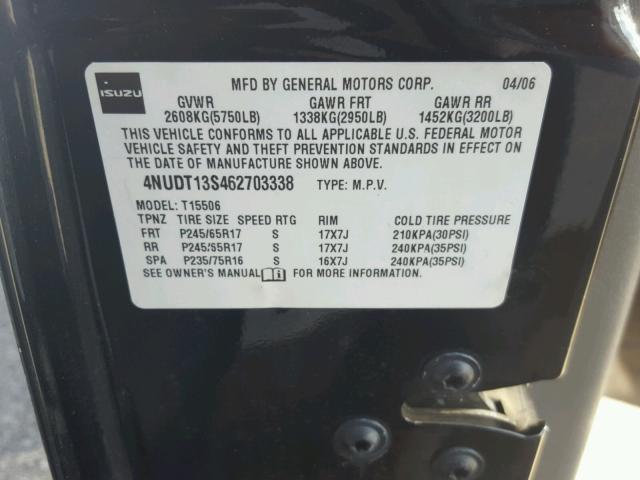 ISUZU
MFD BY GENERAL MOTORS CORP. 04/06
GVWR GAWR FRT GAWR RR
2608KG(5750LB) 1338KG(2950LB) 1452KG(3200LB)
THIS VEHICLE CONFORMS TO ALL APPLICABLE U.S. FEDERAL MOTOR
VEHICLE SAFETY AND THEFT PREVENTION STANDARDS IN EFFECT ON
THE DATE OF MANUFACTURE SHOWN ABOVE.
4NUDT13S462703338 TYPE: M.P.V.
MODEL: T15506
TPNZ TIRE SIZE SPEED RTG RIM COLD TIRE PRESSURE
FRT P245/65R17 S 17X7J 210KPA(30PSI)
RR P245/65R17 S 17X7J 240KPA(35PSI)
SPA P235/75R16 S 16X7J 240KPA(35PSI)
SEE OWNER'S MANUAL FOR MORE INFORMATION.